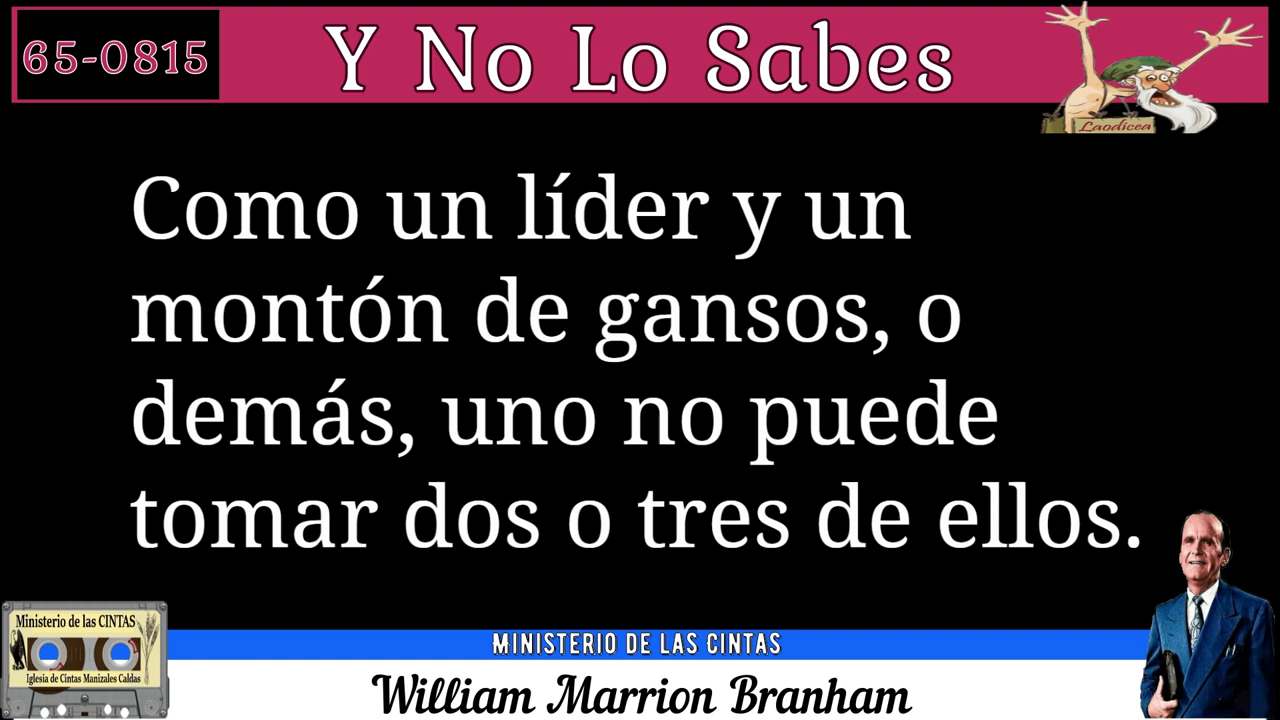 65-0815
Y No Lo Sabes
Laodicea
Como un líder y un
montón de gansos, o
demás, uno no puede
tomar dos o tres de ellos.
Ministerio de las CINTAS
Iglesia de Cintas Manizales Caldas
MINISTERIO DE LAS CINTAS
William Marrion Branham